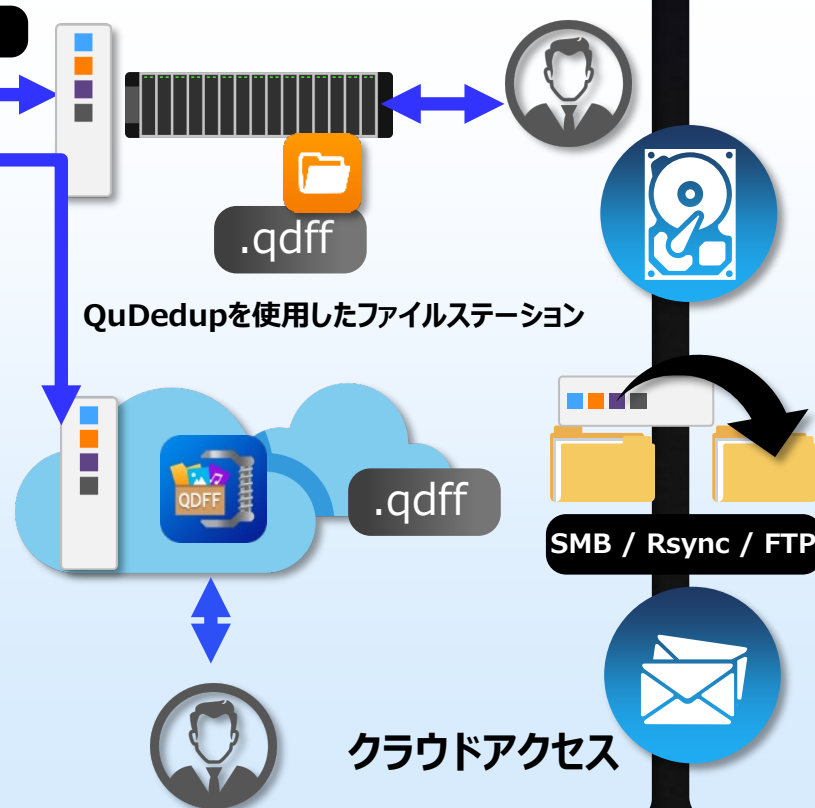 .qdff
QuDedupを使用したファイルステーション
QDFF
.qdff
SMB / Rsync / FTP
クラウドアクセス